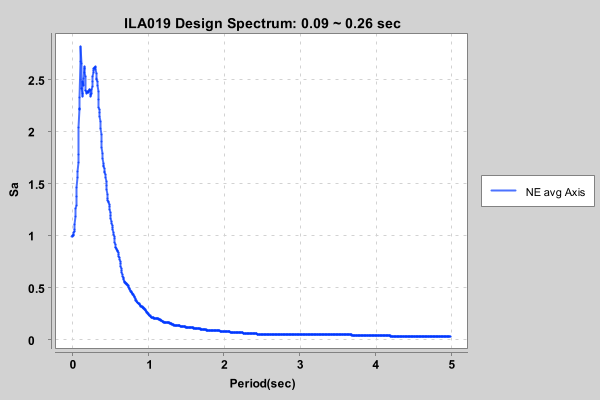 ILA019 Design Spectrum: 0.09 ~ 0.26 sec
2.5
2
1.5
1
0.5
0
Sa
0 1 2 3 4 5
Period(sec)
NE avg Axis